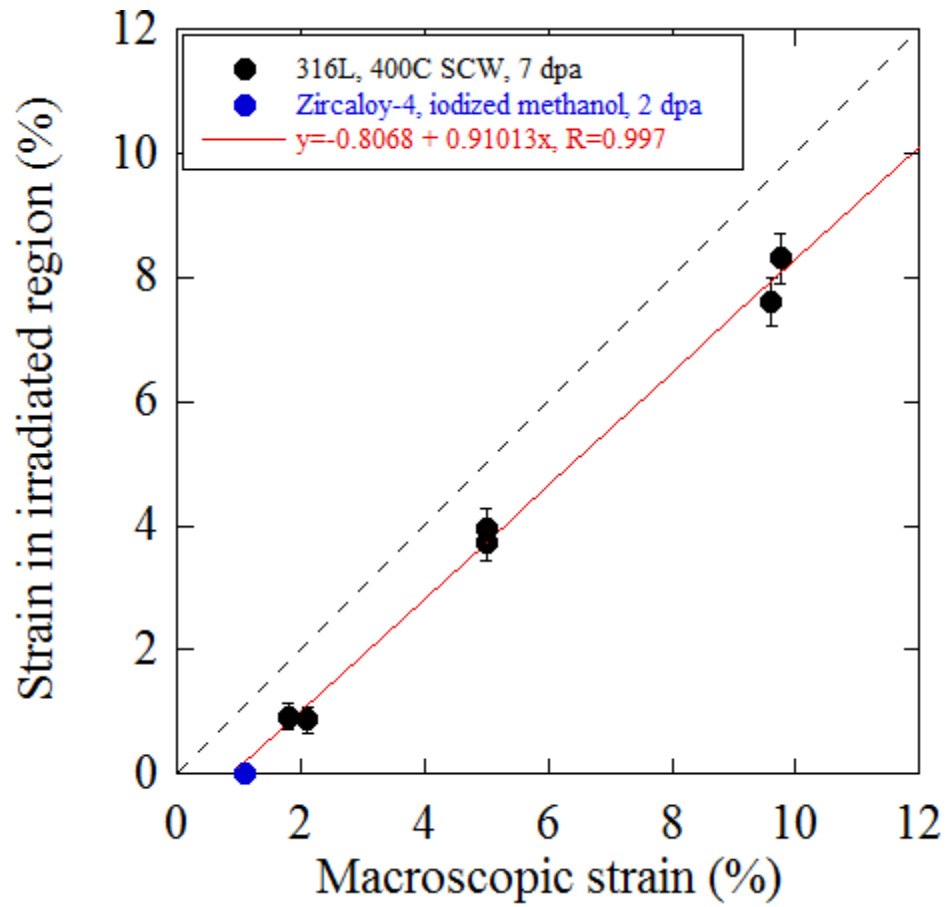 12
10
8
6
4
2
0
316L, 400C SCW, 7 dpa
Zircaloy-4, iodized methanol, 2 dpa
y=-0.8068 + 0.91013x, R=0.997
Strain in irradiated region (%)
0 2 4 6 8 10 12
Macroscopic strain (%)